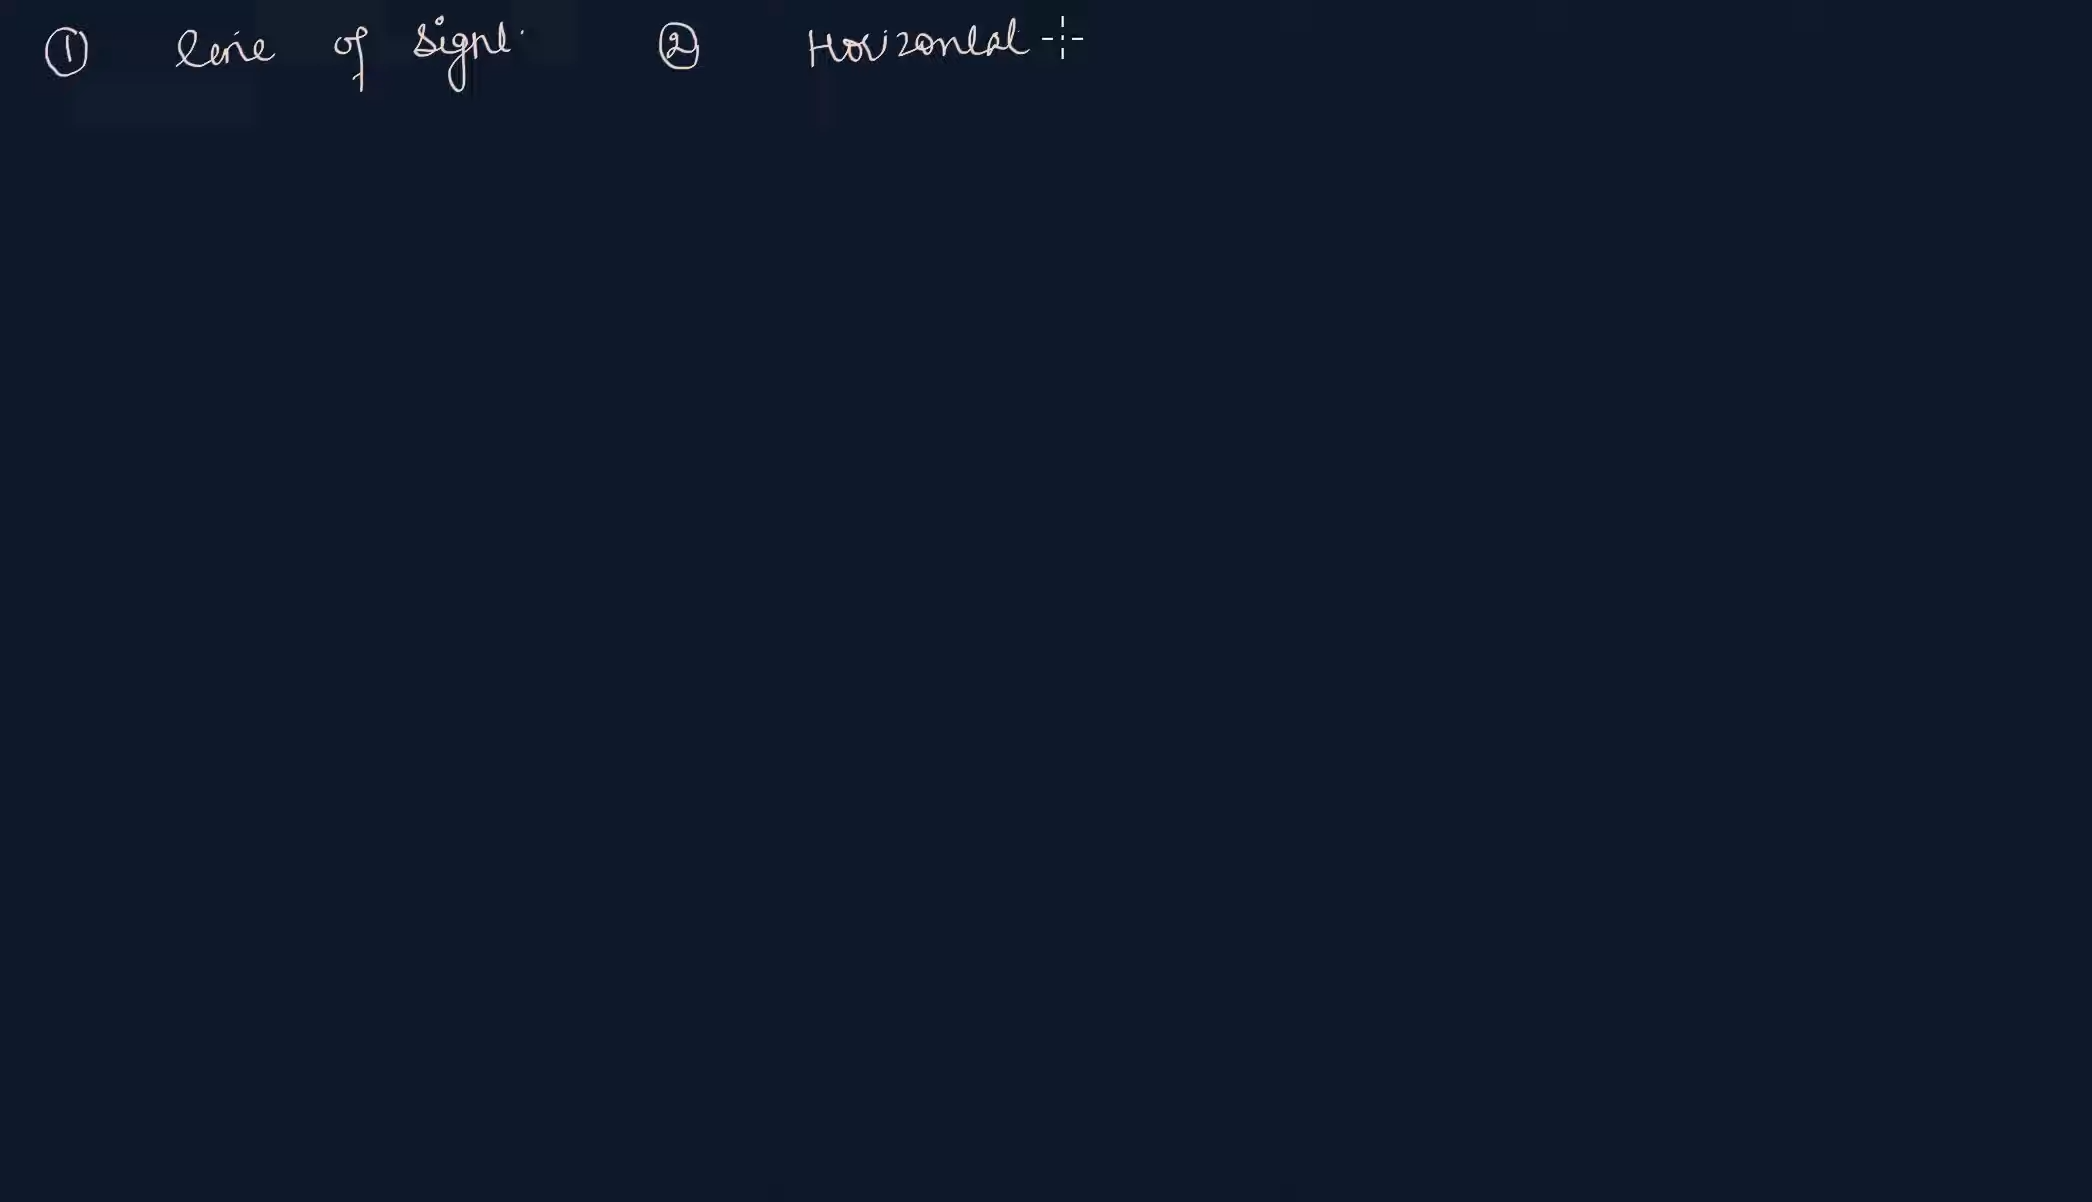 ① line of sight. ② Horizontal